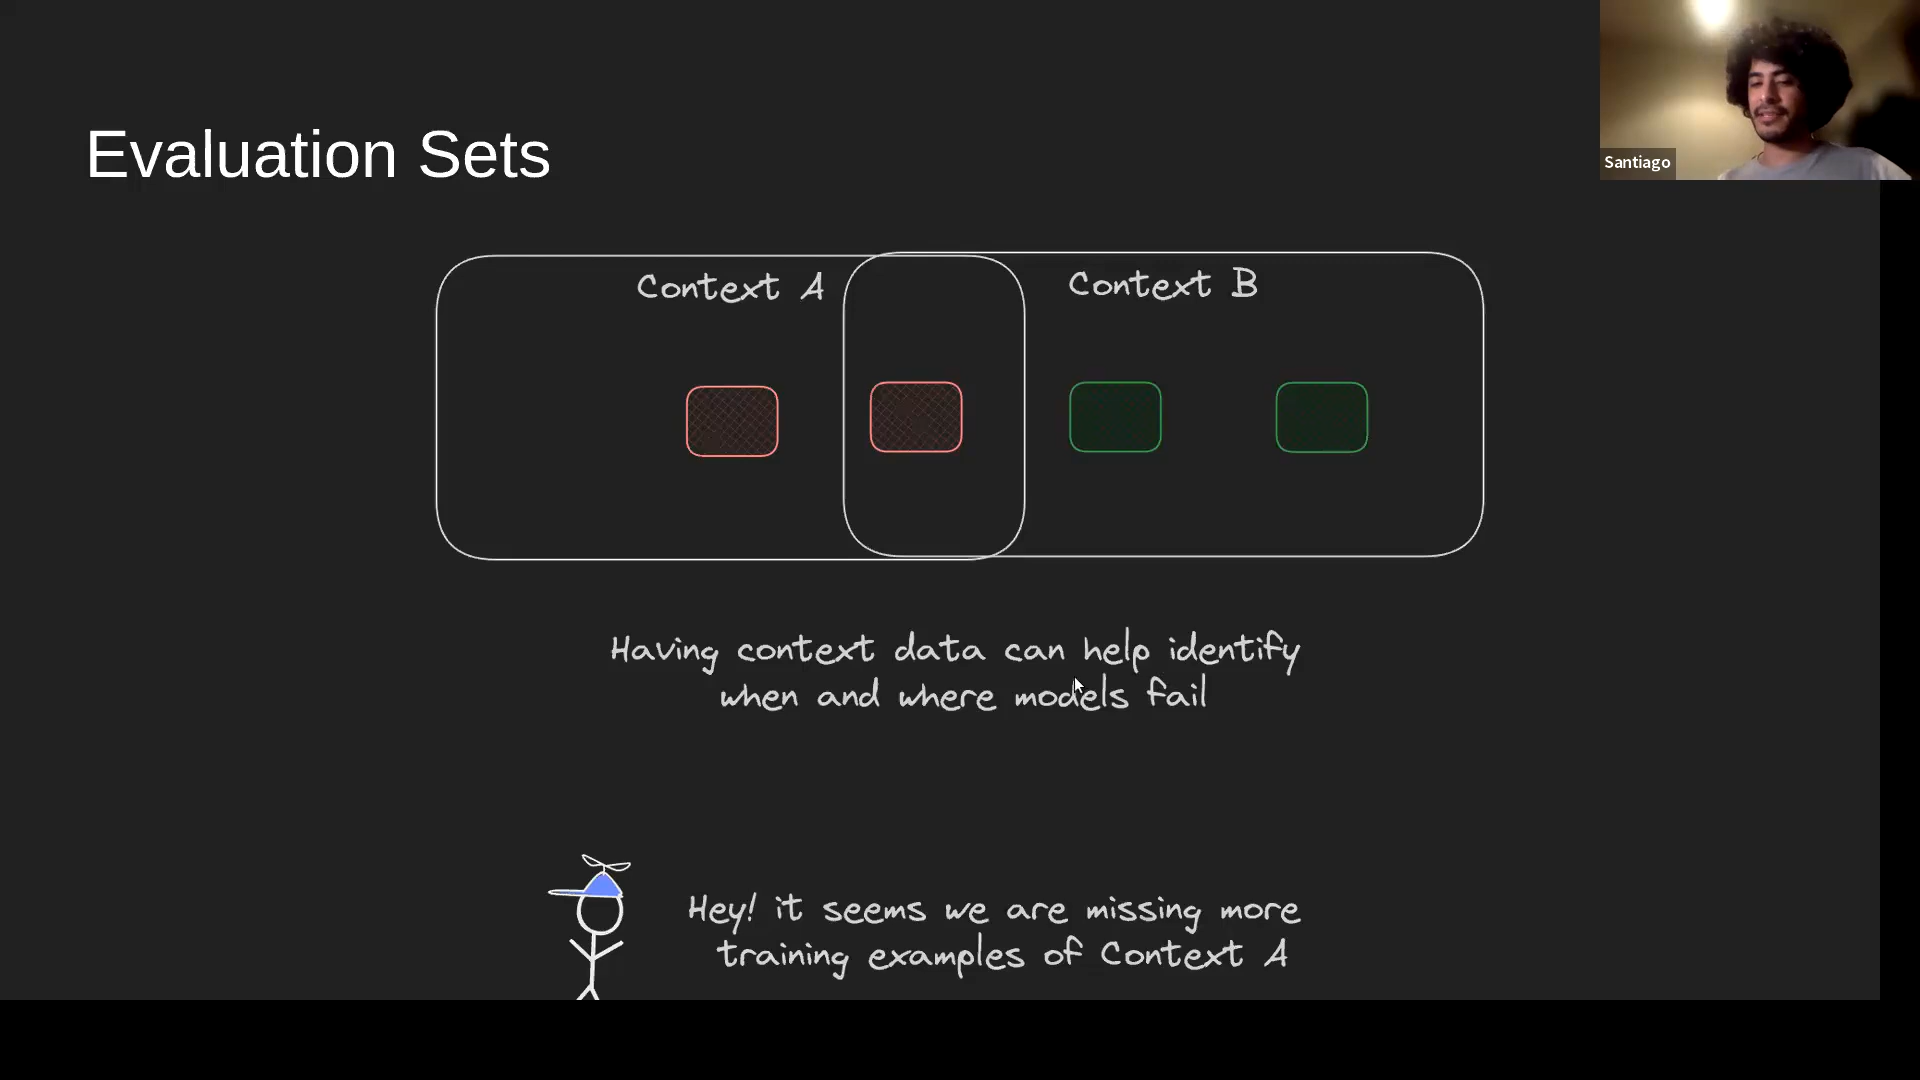 Evaluation Sets
Santiago
Context A
Context B
Having context data can help identify
when and where models fail
Hey! it seems we are missing more
training examples of Context A